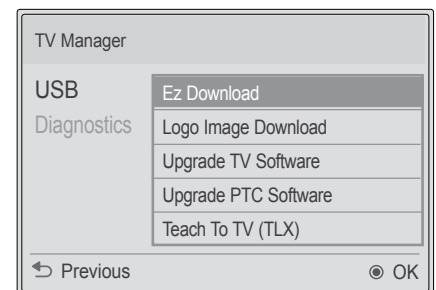 TV Manager
USB
Ez Download
Diagnostics
Logo Image Download
Upgrade TV Software
Upgrade PTC Software
Teach To TV (TLX)
Previous
OK